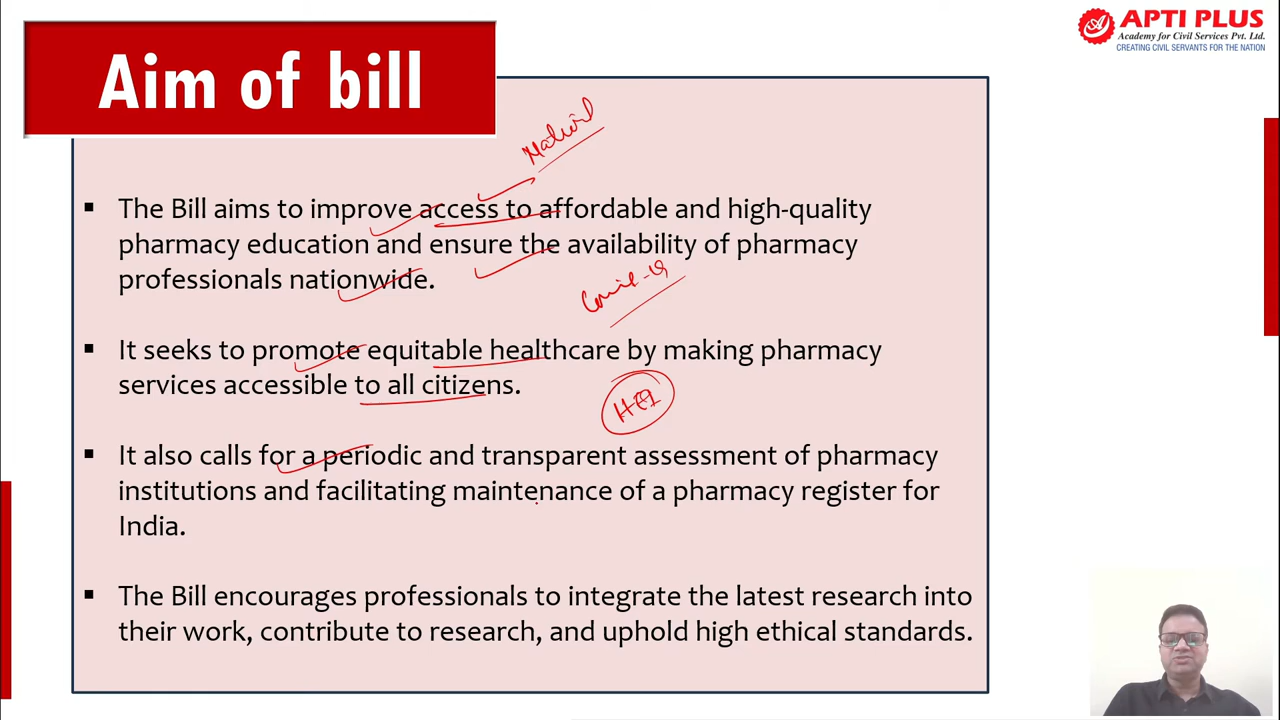 APTI PLUS
Academy for Civil Services Pvt. Ltd.
CREATING CIVIL SERVANTS FOR THE NATION
Aim of bill
▪ The Bill aims to improve access to affordable and high-quality
pharmacy education and ensure the availability of pharmacy
professionals nationwide.
Covid-19
▪ It seeks to promote equitable healthcare by making pharmacy
services accessible to all citizens.
HEI
▪ It also calls for a periodic and transparent assessment of pharmacy
institutions and facilitating maintenance of a pharmacy register for
India.
▪ The Bill encourages professionals to integrate the latest research into
their work, contribute to research, and uphold high ethical standards.